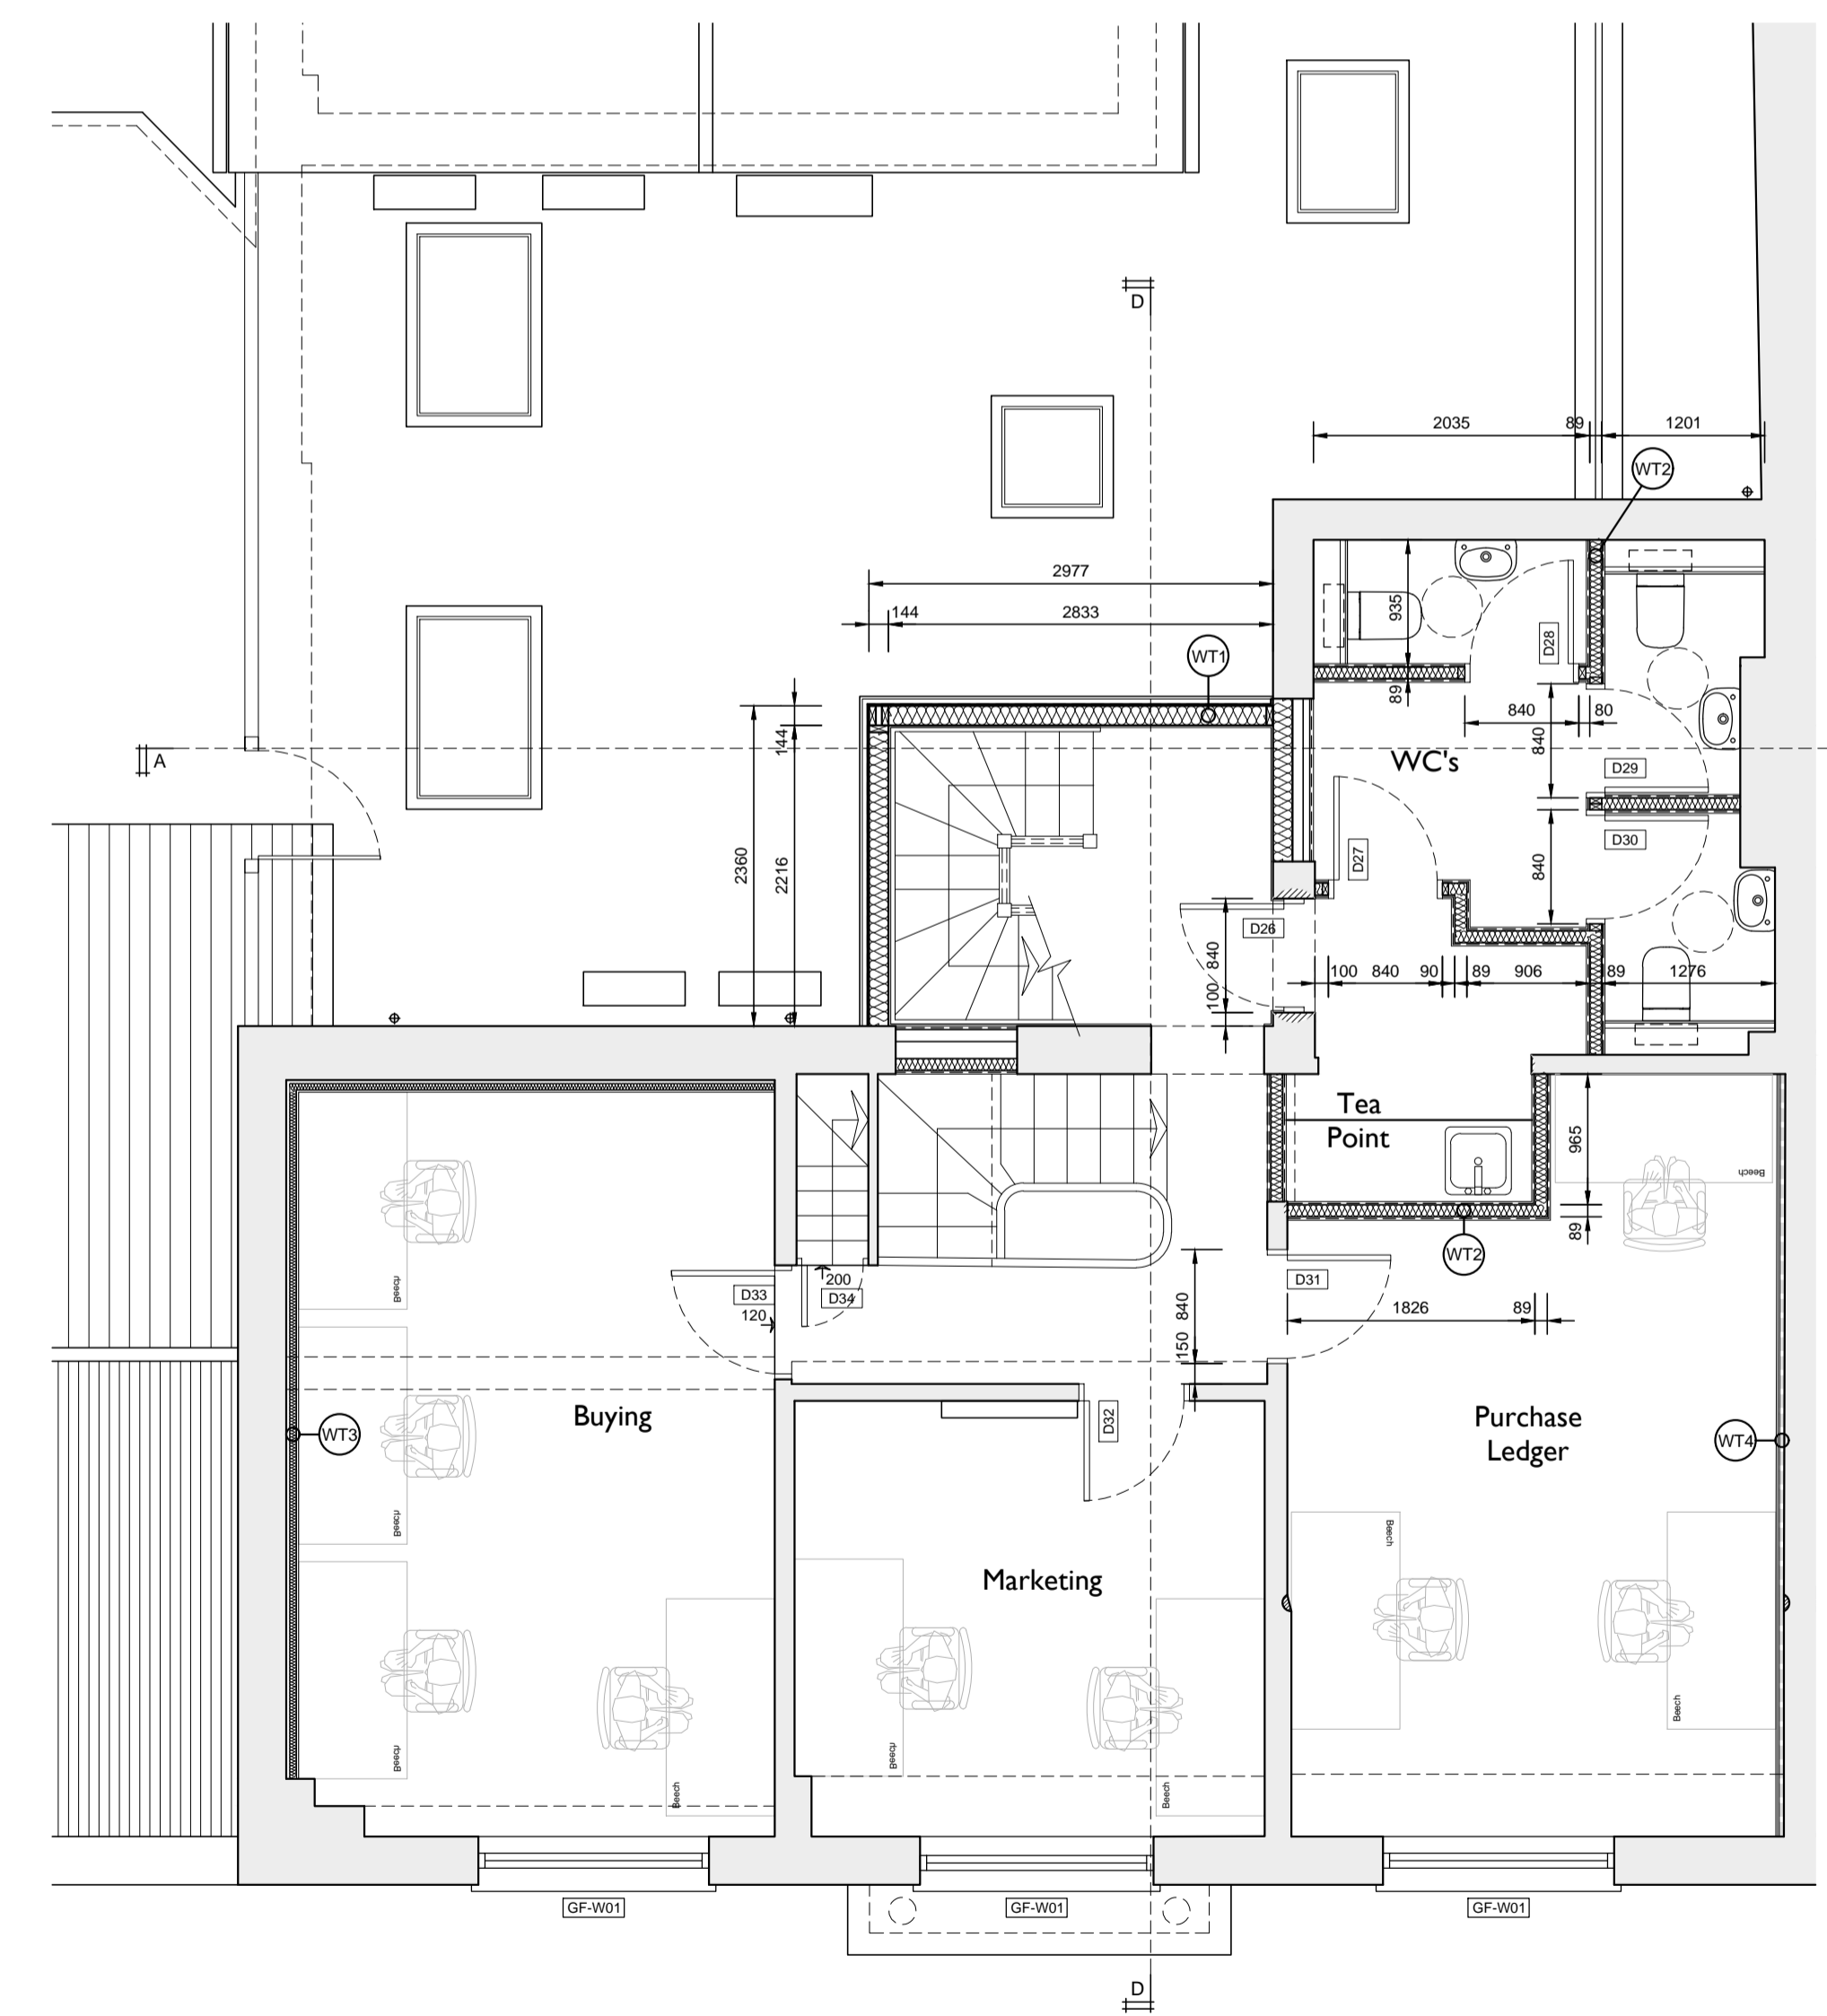 D
2035
89
1201
WT2
2977
144
2833
WT1
935
D28
89
840
80
840
A
WC's
D29
144
2360
2216
D27
D30
840
D26
840
100
100
840
90
89
906
89
1276
Tea
Point
965
Beech
89
WT2
D33
200
D34
120
D31
840
150
1826
89
Beech
Buying
WT3
D32
Purchase
Ledger
WT4
Beech
Beech
Marketing
Beech
Beech
Beech
Beech
Beech
GF-W01
GF-W01
GF-W01
D